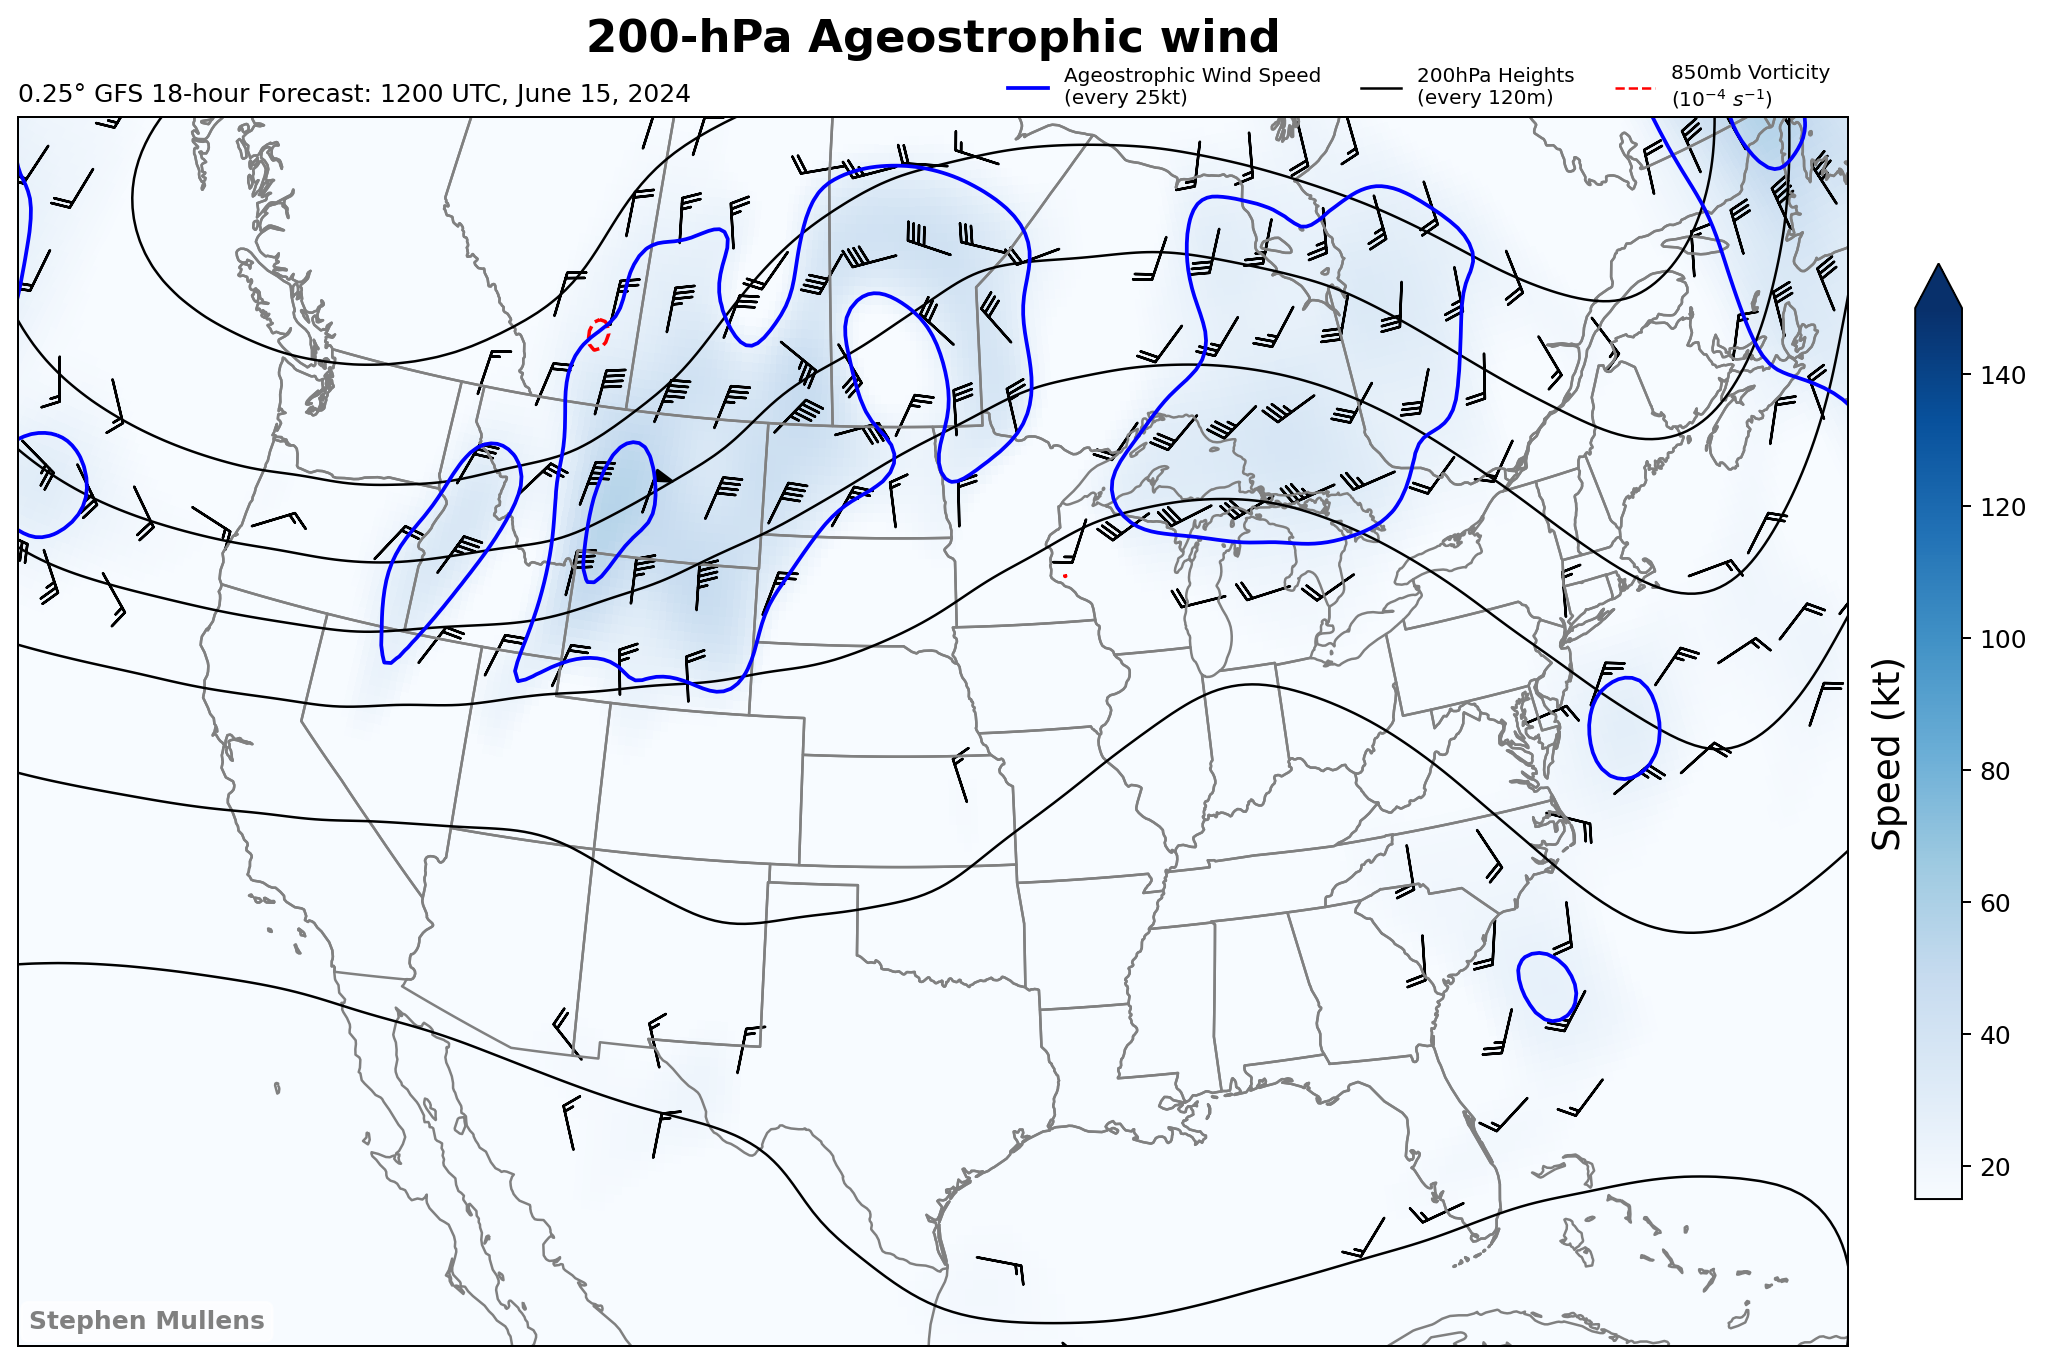 200-hPa Ageostrophic wind
0.25° GFS 18-hour Forecast: 1200 UTC, June 15, 2024
Ageostrophic Wind Speed
(every 25kt)
200hPa Heights
(every 120m)
850mb Vorticity
(10⁻⁴ s⁻¹)
140
120
100
80
60
40
20
Speed (kt)
Stephen Mullens